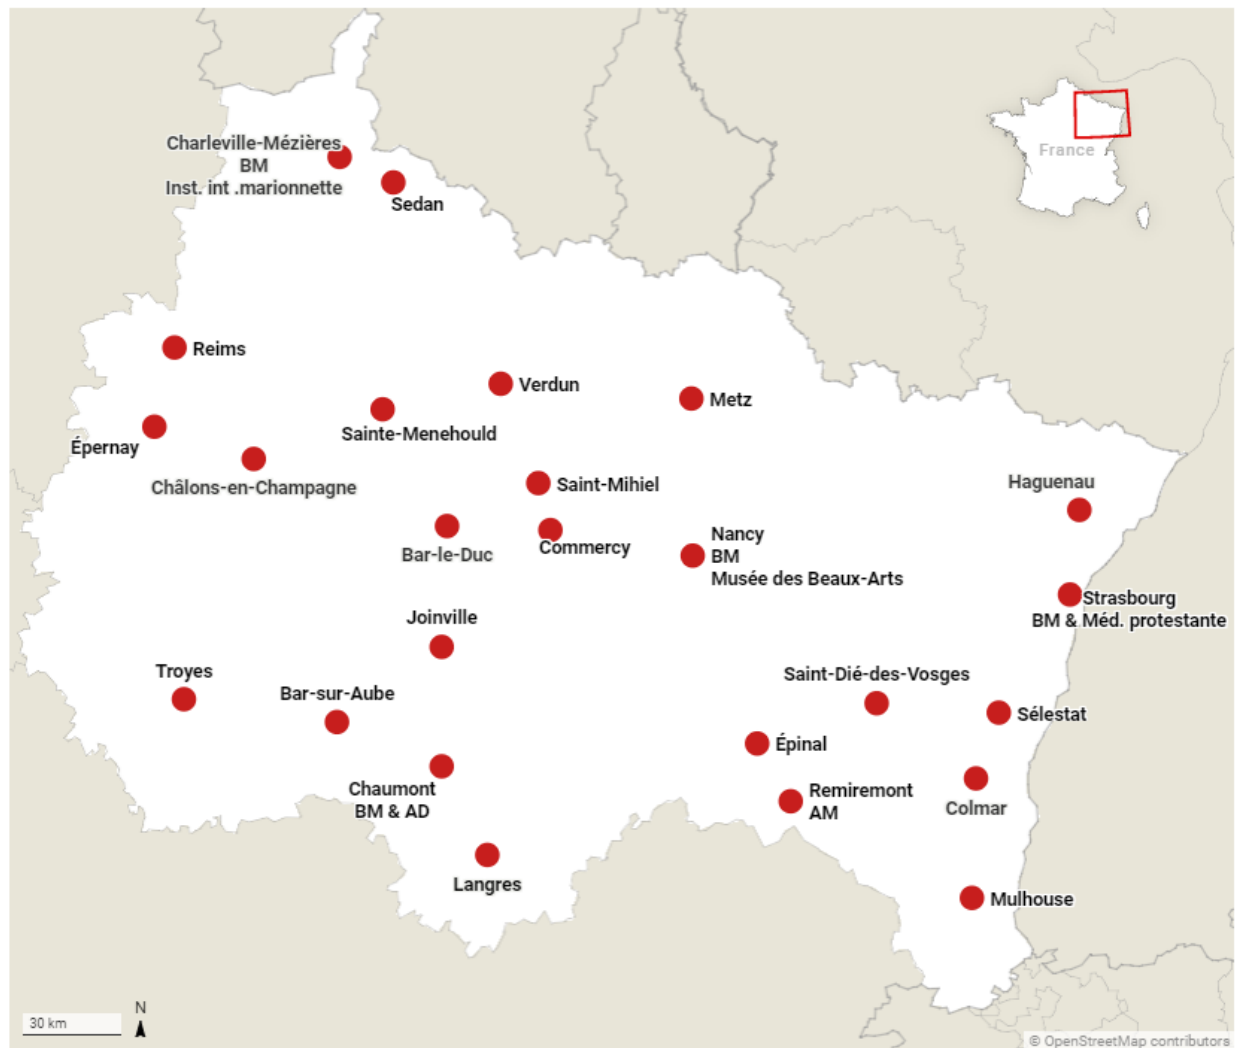 Charleville-Mézières
BM
Inst. int .marionnette
Sedan
France
Reims
Verdun
Metz
Sainte-Menehould
Épernay
Châlons-en-Champagne
Saint-Mihiel
Haguenau
Bar-le-Duc
Commercy
Nancy
BM
Musée des Beaux-Arts
Strasbourg
BM & Méd. protestante
Joinville
Troyes
Bar-sur-Aube
Saint-Dié-des-Vosges
Sélestat
Épinal
Chaumont
BM & AD
Remiremont
AM
Colmar
Langres
Mulhouse
30 km
N
© OpenStreetMap contributors